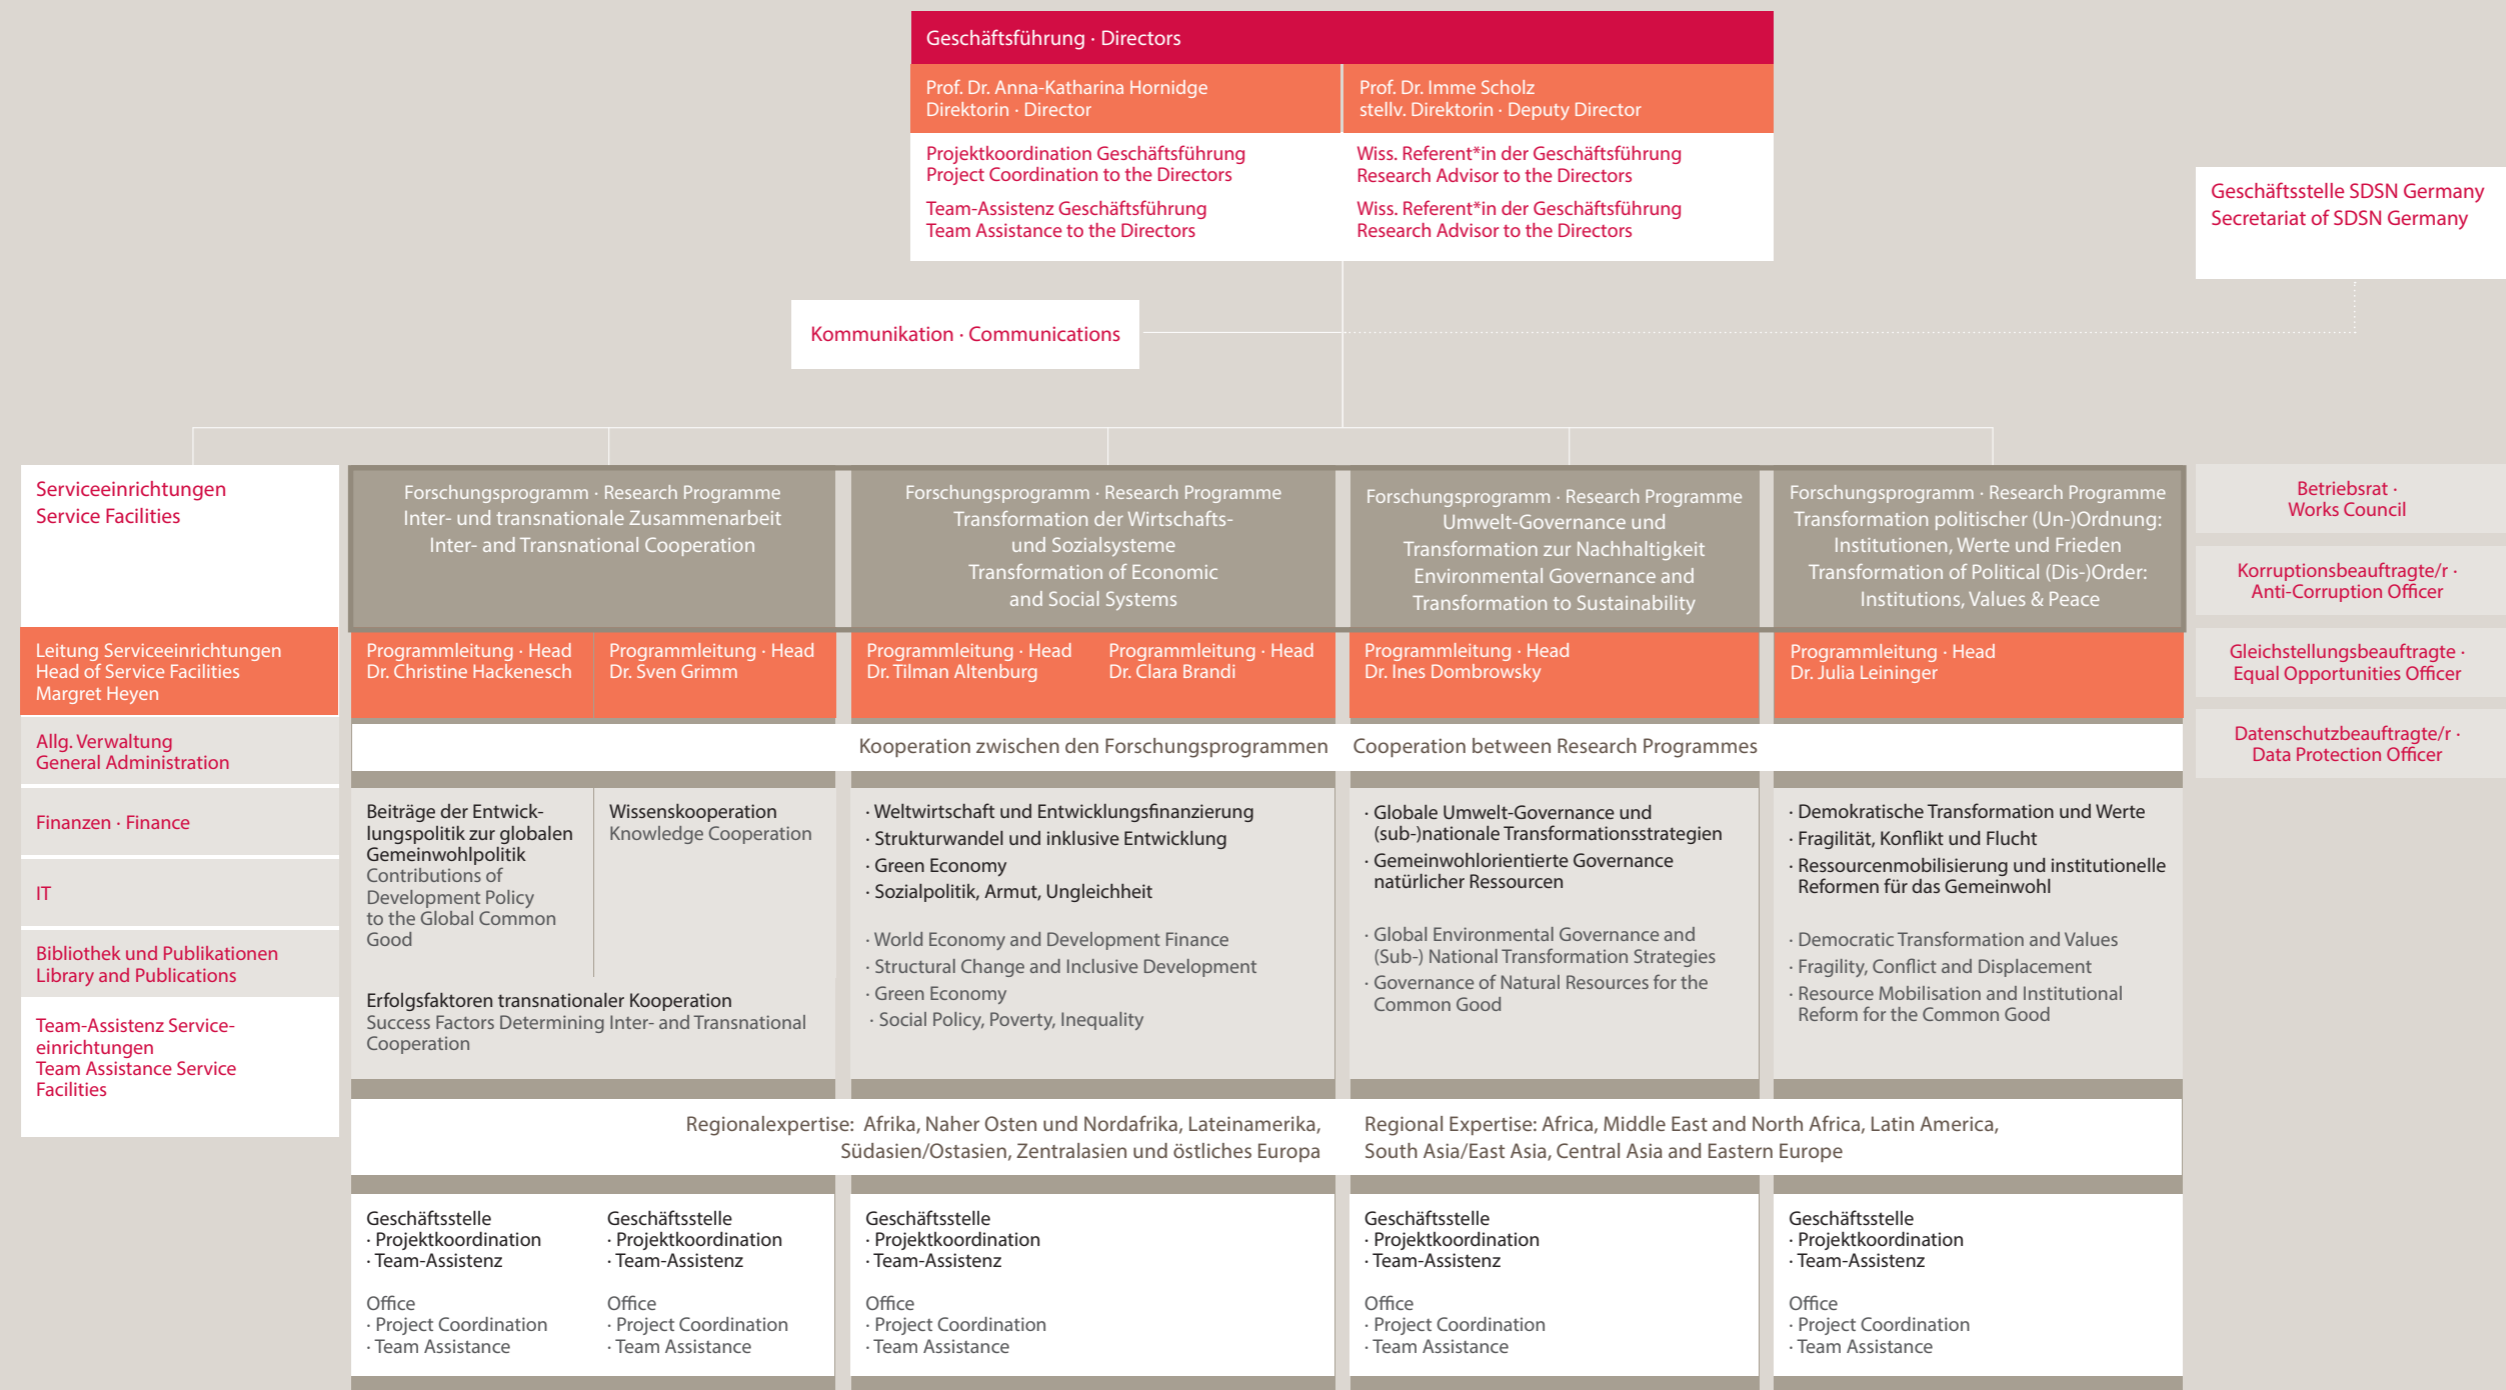 Geschäftsführung · Directors
Prof. Dr. Anna-Katharina Hornidge
Direktorin · Director
Prof. Dr. Imme Scholz
stellv. Direktorin · Deputy Director
Projektkoordination Geschäftsführung
Project Coordination to the Directors
Team-Assistenz Geschäftsführung
Team Assistance to the Directors
Wiss. Referent*in der Geschäftsführung
Research Advisor to the Directors
Wiss. Referent*in der Geschäftsführung
Research Advisor to the Directors
Geschäftsstelle SDSN Germany
Secretariat of SDSN Germany
Kommunikation · Communications
Serviceeinrichtungen
Service Facilities
Leitung Serviceeinrichtungen
Head of Service Facilities
Margret Heyen
Allg. Verwaltung
General Administration
Finanzen · Finance
IT
Bibliothek und Publikationen
Library and Publications
Team-Assistenz Service-
einrichtungen
Team Assistance Service
Facilities
Forschungsprogramm · Research Programme
Inter- und transnationale Zusammenarbeit
Inter- and Transnational Cooperation
Forschungsprogramm · Research Programme
Transformation der Wirtschafts-
und Sozialsysteme
Transformation of Economic
and Social Systems
Forschungsprogramm · Research Programme
Umwelt-Governance und
Transformation zur Nachhaltigkeit
Environmental Governance and
Transformation to Sustainability
Forschungsprogramm · Research Programme
Transformation politischer (Un-)Ordnung:
Institutionen, Werte und Frieden
Transformation of Political (Dis-)Order:
Institutions, Values & Peace
Programmleitung · Head
Dr. Christine Hackenesch
Programmleitung · Head
Dr. Sven Grimm
Programmleitung · Head
Dr. Tilman Altenburg
Programmleitung · Head
Dr. Clara Brandi
Programmleitung · Head
Dr. Ines Dombrowsky
Programmleitung · Head
Dr. Julia Leininger
Kooperation zwischen den Forschungsprogrammen
Cooperation between Research Programmes
Beiträge der Entwick-
lungspolitik zur globalen
Gemeinwohlpolitik
Contributions of
Development Policy
to the Global Common
Good
Wissenskooperation
Knowledge Cooperation
Erfolgsfaktoren transnationaler Kooperation
Success Factors Determining Inter- and Transnational
Cooperation
· Weltwirtschaft und Entwicklungsfinanzierung
· Strukturwandel und inklusive Entwicklung
· Green Economy
· Sozialpolitik, Armut, Ungleichheit
· World Economy and Development Finance
· Structural Change and Inclusive Development
· Green Economy
· Social Policy, Poverty, Inequality
· Globale Umwelt-Governance und
(sub-)nationale Transformationsstrategien
· Gemeinwohlorientierte Governance
natürlicher Ressourcen
· Global Environmental Governance and
(Sub-) National Transformation Strategies
· Governance of Natural Resources for the
Common Good
· Demokratische Transformation und Werte
· Fragilität, Konflikt und Flucht
· Ressourcenmobilisierung und institutionelle
Reformen für das Gemeinwohl
· Democratic Transformation and Values
· Fragility, Conflict and Displacement
· Resource Mobilisation and Institutional
Reform for the Common Good
Regionalexpertise: Afrika, Naher Osten und Nordafrika, Lateinamerika,
Südasien/Ostasien, Zentralasien und östliches Europa
Regional Expertise: Africa, Middle East and North Africa, Latin America,
South Asia/East Asia, Central Asia and Eastern Europe
Geschäftsstelle
· Projektkoordination
· Team-Assistenz
Office
· Project Coordination
· Team Assistance
Geschäftsstelle
· Projektkoordination
· Team-Assistenz
Office
· Project Coordination
· Team Assistance
Geschäftsstelle
· Projektkoordination
· Team-Assistenz
Office
· Project Coordination
· Team Assistance
Geschäftsstelle
· Projektkoordination
· Team-Assistenz
Office
· Project Coordination
· Team Assistance
Geschäftsstelle
· Projektkoordination
· Team-Assistenz
Office
· Project Coordination
· Team Assistance
Betriebsrat ·
Works Council
Korruptionsbeauftragte/r ·
Anti-Corruption Officer
Gleichstellungsbeauftragte ·
Equal Opportunities Officer
Datenschutzbeauftragte/r ·
Data Protection Officer